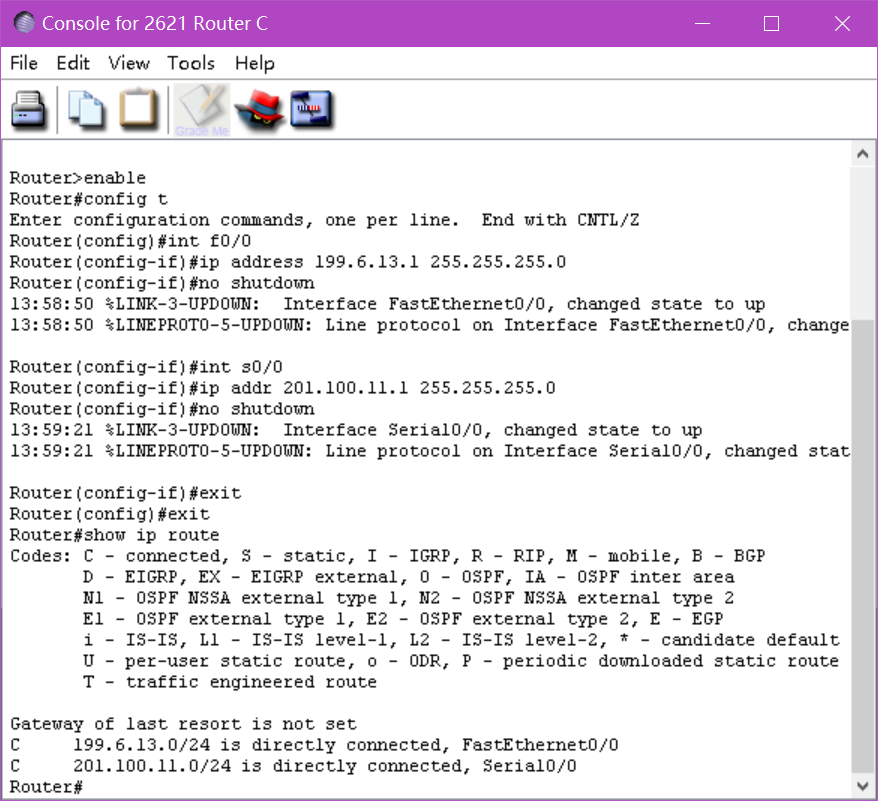 Console for 2621 Router C
File Edit View Tools Help
Grade Me
Router>enable
Router#config t
Enter configuration commands, one per line.  End with CNTL/Z
Router(config)#int f0/0
Router(config-if)#ip address 199.6.13.1 255.255.255.0
Router(config-if)#no shutdown
13:58:50 %LINK-3-UPDOWN:  Interface FastEthernet0/0, changed state to up
13:58:50 %LINEPROTO-5-UPDOWN: Line protocol on Interface FastEthernet0/0, change
Router(config-if)#int s0/0
Router(config-if)#ip addr 201.100.11.1 255.255.255.0
Router(config-if)#no shutdown
13:59:21 %LINK-3-UPDOWN:  Interface Serial0/0, changed state to up
13:59:21 %LINEPROTO-5-UPDOWN: Line protocol on Interface Serial0/0, changed stat
Router(config-if)#exit
Router(config)#exit
Router#show ip route
Codes: C - connected, S - static, I - IGRP, R - RIP, M - mobile, B - BGP
       D - EIGRP, EX - EIGRP external, O - OSPF, IA - OSPF inter area
       N1 - OSPF NSSA external type 1, N2 - OSPF NSSA external type 2
       E1 - OSPF external type 1, E2 - OSPF external type 2, E - EGP
       i - IS-IS, L1 - IS-IS level-1, L2 - IS-IS level-2, * - candidate default
       U - per-user static route, o - ODR, P - periodic downloaded static route
       T - traffic engineered route
Gateway of last resort is not set
C     199.6.13.0/24 is directly connected, FastEthernet0/0
C     201.100.11.0/24 is directly connected, Serial0/0
Router#